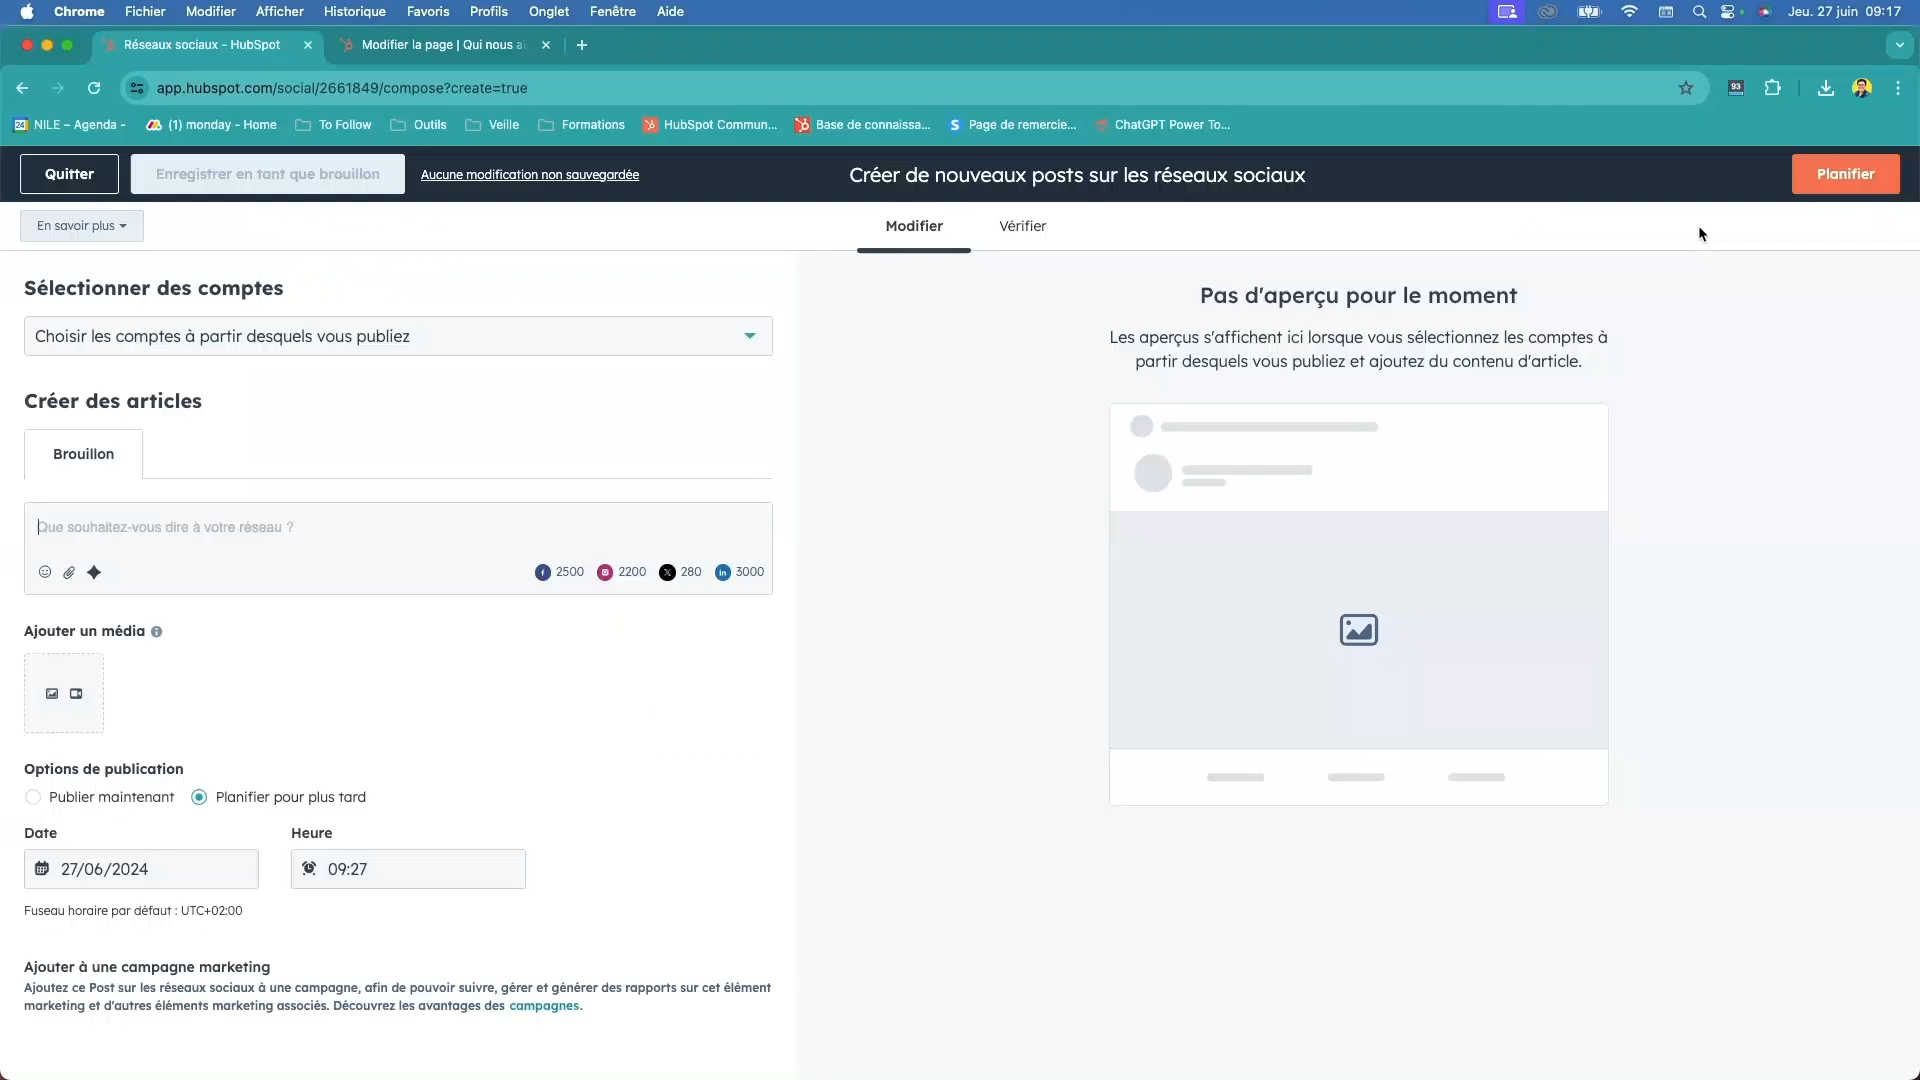 Chrome Fichier Modifier Afficher Historique Favoris Profils Onglet Fenêtre Aide Jeu. 27 juin 09:17
Réseaux sociaux - HubSpot Modifier la page | Qui nous ai
app.hubspot.com/social/2661849/compose?create=true 93
24 NILE – Agenda - (1) monday - Home To Follow Outils Veille Formations HubSpot Commun... Base de connaissa... S Page de remercie... ChatGPT Power To...
Quitter Enregistrer en tant que brouillon Aucune modification non sauvegardée Créer de nouveaux posts sur les réseaux sociaux Planifier
En savoir plus Modifier Vérifier
Sélectionner des comptes
Choisir les comptes à partir desquels vous publiez
Créer des articles
Brouillon
Que souhaitez-vous dire à votre réseau ?
2500 2200 280 in 3000
Ajouter un média
Options de publication
Publier maintenant Planifier pour plus tard
Date Heure
27/06/2024 09:27
Fuseau horaire par défaut : UTC+02:00
Ajouter à une campagne marketing
Ajoutez ce Post sur les réseaux sociaux à une campagne, afin de pouvoir suivre, gérer et générer des rapports sur cet élément
marketing et d'autres éléments marketing associés. Découvrez les avantages des campagnes.
Pas d'aperçu pour le moment
Les aperçus s'affichent ici lorsque vous sélectionnez les comptes à
partir desquels vous publiez et ajoutez du contenu d'article.